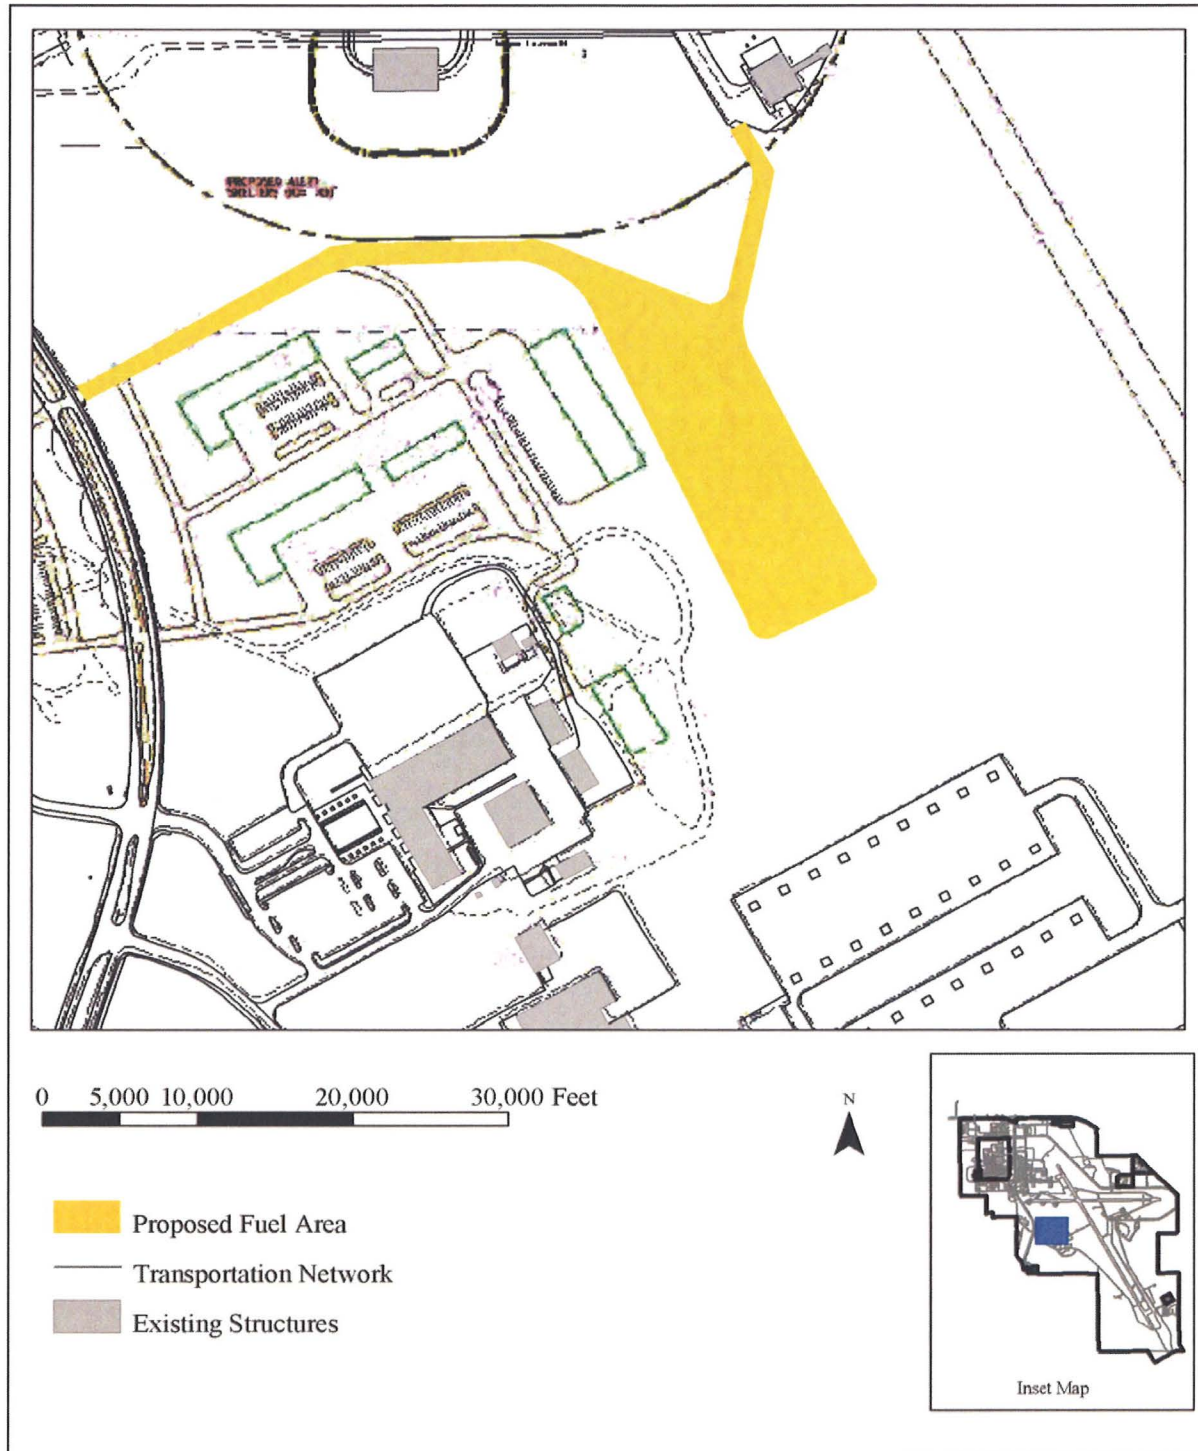 PROPOSED
0 5,000 10,000 20,000 30,000 Feet
N
Proposed Fuel Area
Transportation Network
Existing Structures
Inset Map